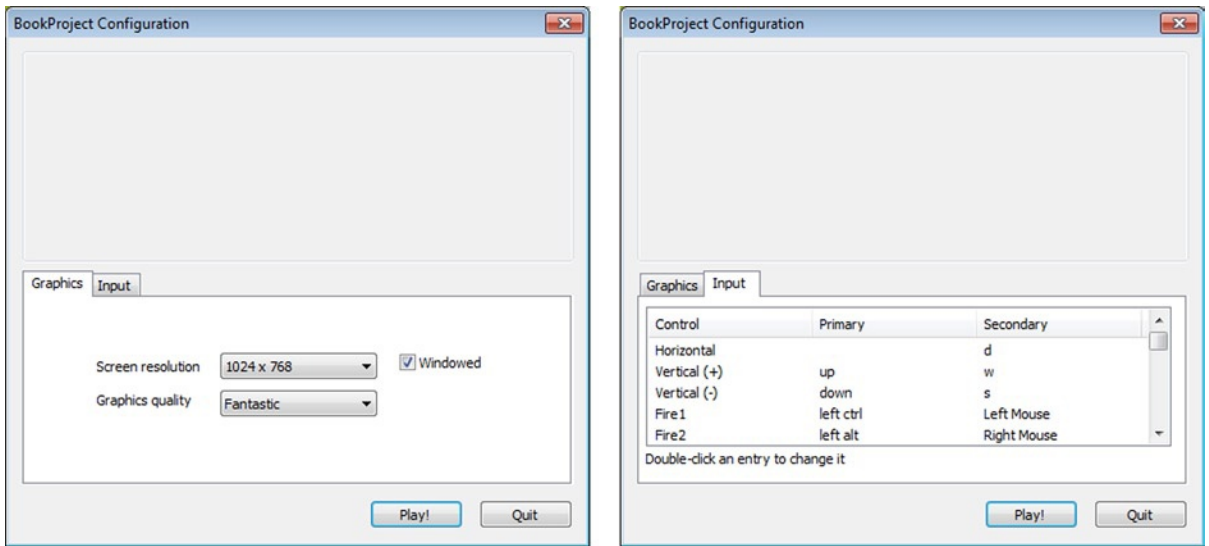 BookProject Configuration
Graphics Input
Screen resolution 1024 x 768 Windowed
Graphics quality Fantastic
Play! Quit
BookProject Configuration
Graphics Input
Control Primary Secondary
Horizontal d
Vertical (+) up w
Vertical (-) down s
Fire1 left ctrl Left Mouse
Fire2 left alt Right Mouse
Double-click an entry to change it
Play! Quit